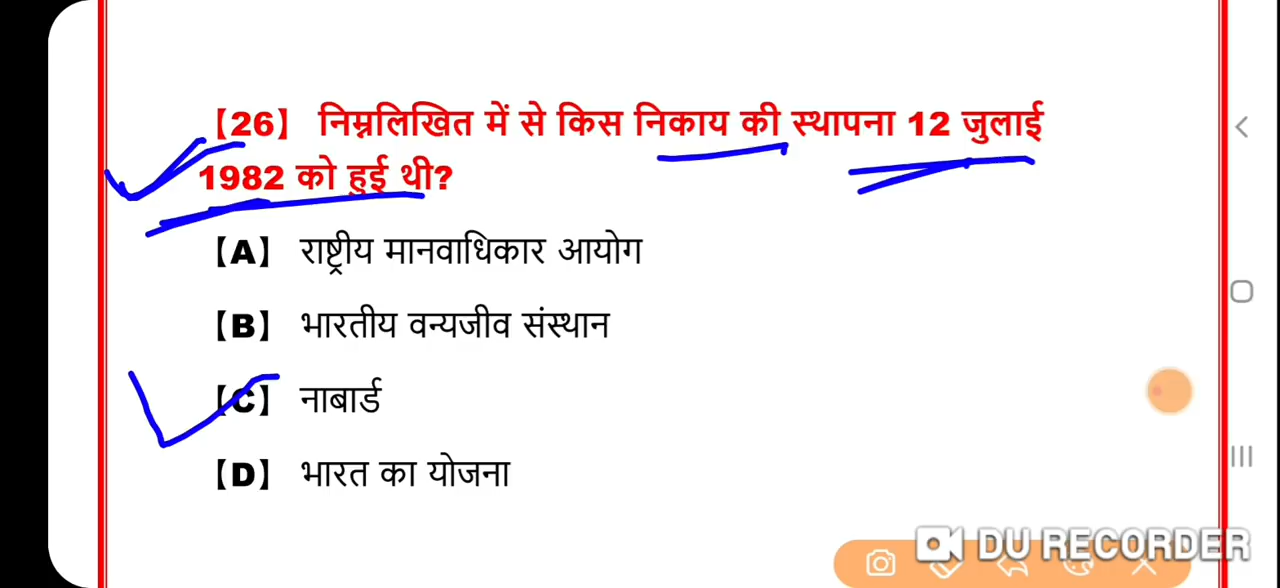 【26】 निम्नलिखित में से किस निकाय की स्थापना 12 जुलाई
1982 को हुई थी?
【A】 राष्ट्रीय मानवाधिकार आयोग
【B】 भारतीय वन्यजीव संस्थान
【C】 नाबार्ड
【D】 भारत का योजना
DU RECORDER